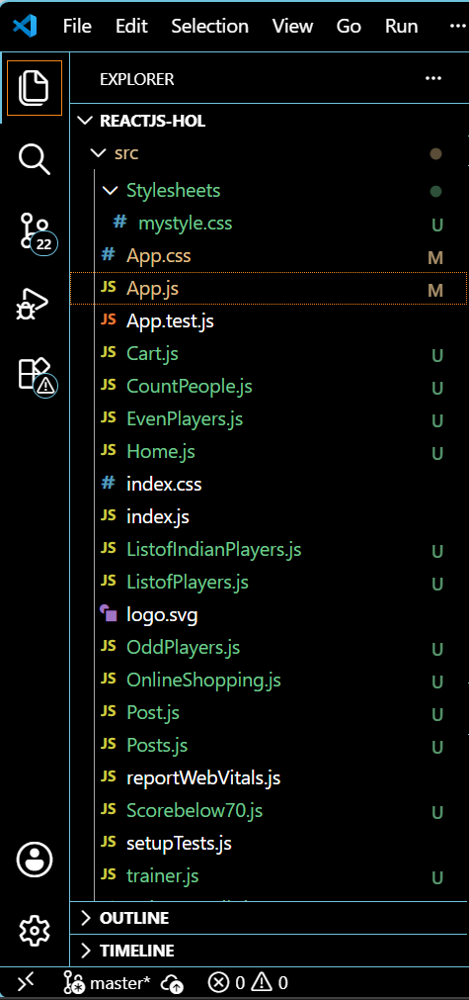 File Edit Selection View Go Run ···
EXPLORER ···
REACTJS-HOL
src
Stylesheets
# mystyle.css U
# App.css M
JS App.js M
JS App.test.js
JS Cart.js U
JS CountPeople.js U
JS EvenPlayers.js U
JS Home.js U
# index.css
JS index.js
JS ListofIndianPlayers.js U
JS ListofPlayers.js U
logo.svg
JS OddPlayers.js U
JS OnlineShopping.js U
JS Post.js U
JS Posts.js U
JS reportWebVitals.js
JS Scorebelow70.js U
JS setupTests.js
JS trainer.js U
OUTLINE
TIMELINE
22
master* 0 0